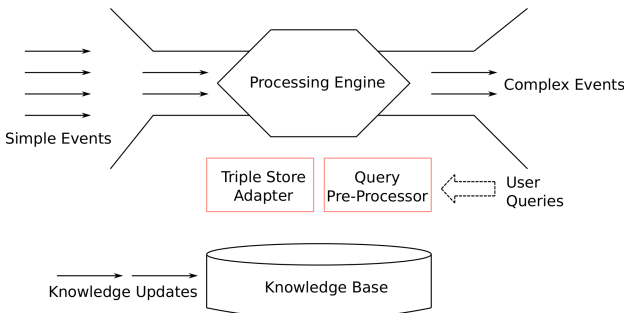 Processing Engine
Complex Events
Simple Events
Triple Store
Adapter
Query
Pre-Processor
User
Queries
Knowledge Updates
Knowledge Base